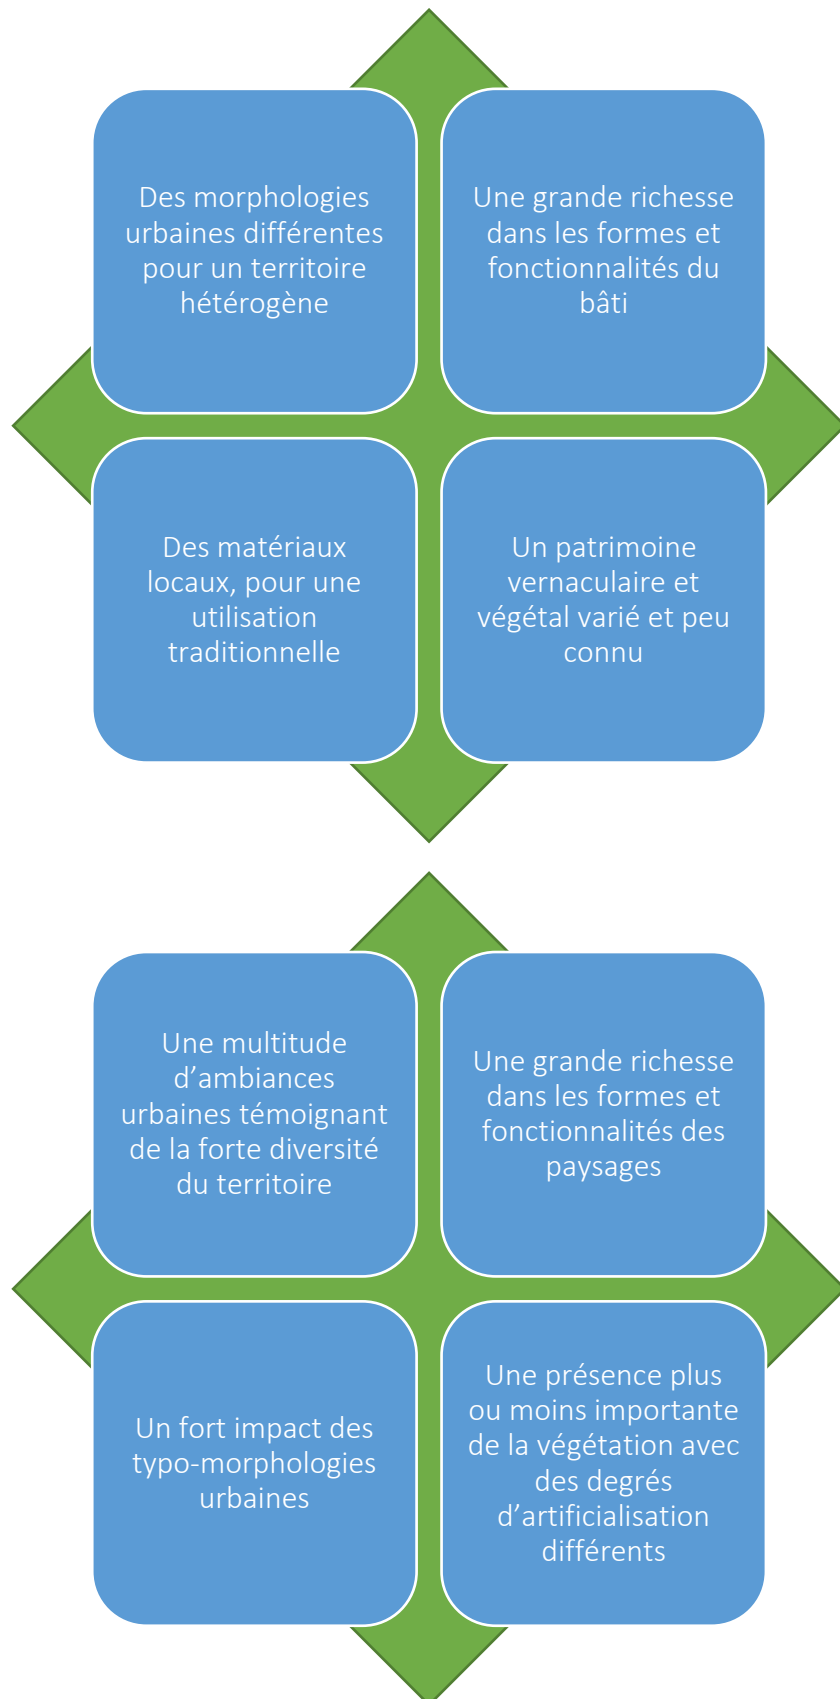 Des morphologies
urbaines différentes
pour un territoire
hétérogène
Une grande richesse
dans les formes et
fonctionnalités du
bâti
Des matériaux
locaux, pour une
utilisation
traditionnelle
Un patrimoine
vernaculaire et
végétal varié et peu
connu
Une multitude
d’ambiances
urbaines témoignant
de la forte diversité
du territoire
Une grande richesse
dans les formes et
fonctionnalités des
paysages
Un fort impact des
typo-morphologies
urbaines
Une présence plus
ou moins importante
de la végétation avec
des degrés
d’artificialisation
différents